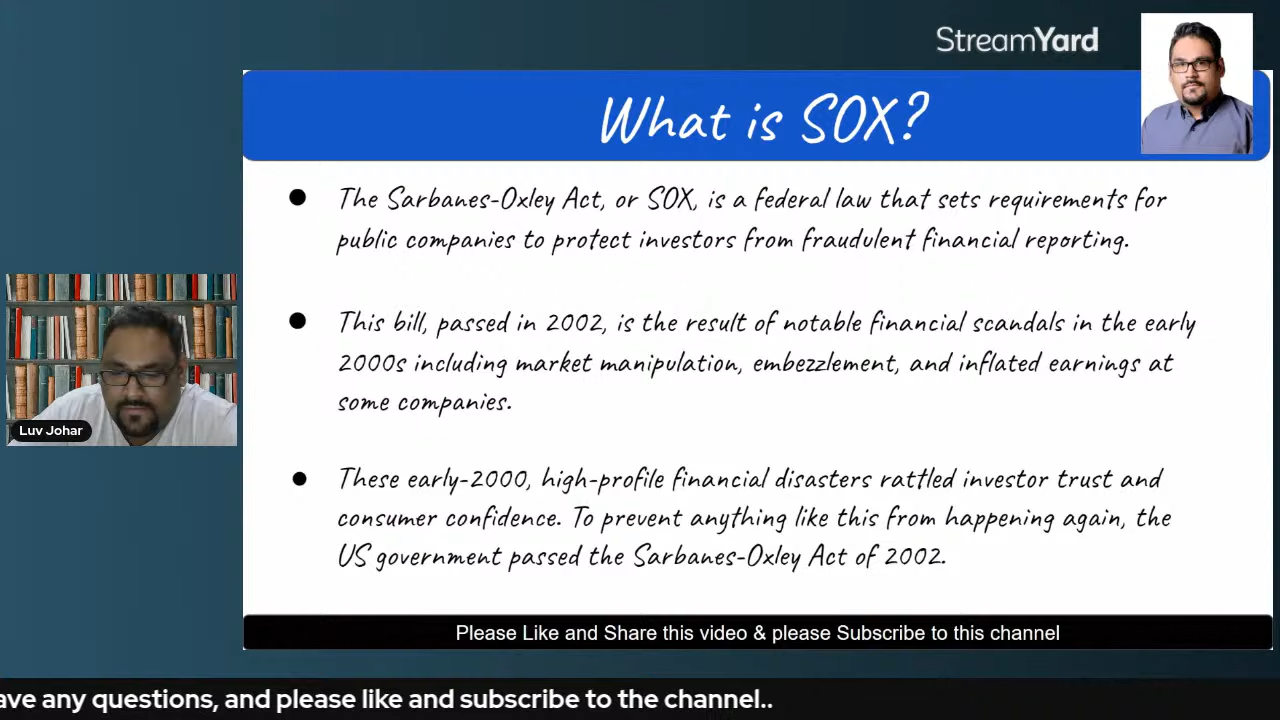 StreamYard
What is SOX?
● The Sarbanes-Oxley Act, or SOX, is a federal law that sets requirements for
public companies to protect investors from fraudulent financial reporting.
● This bill, passed in 2002, is the result of notable financial scandals in the early
2000s including market manipulation, embezzlement, and inflated earnings at
some companies.
Luv Johar
● These early-2000, high-profile financial disasters rattled investor trust and
consumer confidence. To prevent anything like this from happening again, the
US government passed the Sarbanes-Oxley Act of 2002.
Please Like and Share this video & please Subscribe to this channel
any questions, and please like and subscribe to the channel..